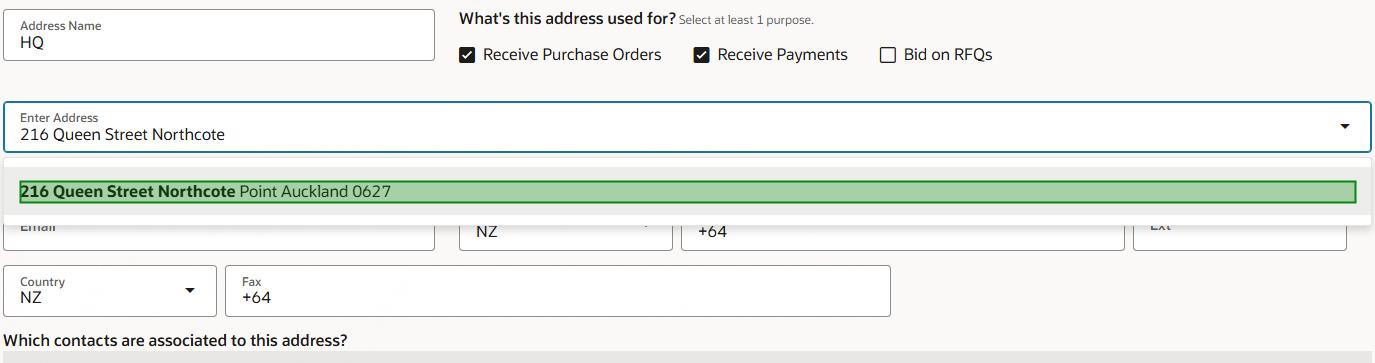 Address Name
HQ
What's this address used for? Select at least 1 purpose.
Receive Purchase Orders
Receive Payments
Bid on RFQs
Enter Address
216 Queen Street Northcote
216 Queen Street Northcote Point Auckland 0627
Email
NZ
+64
Ext
Country
NZ
Fax
+64
Which contacts are associated to this address?